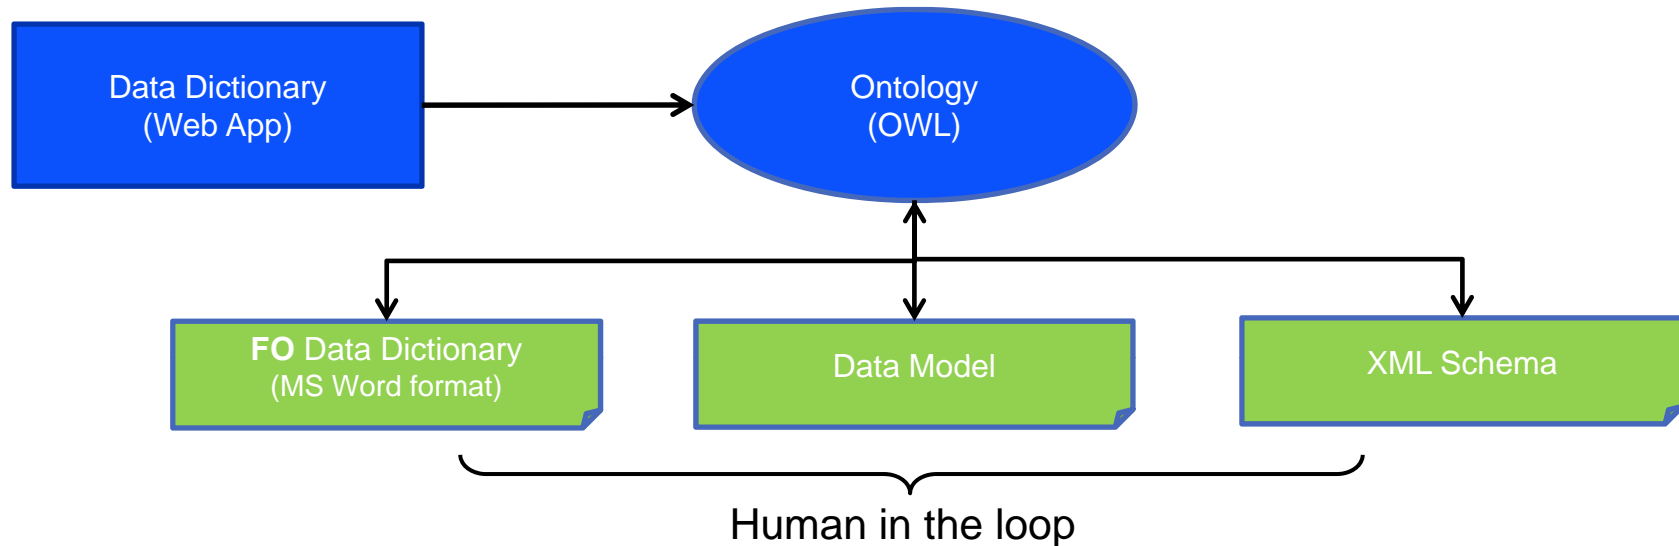 Data Dictionary
(Web App)
Ontology
(OWL)
FO Data Dictionary
(MS Word format)
Data Model
XML Schema
Human in the loop